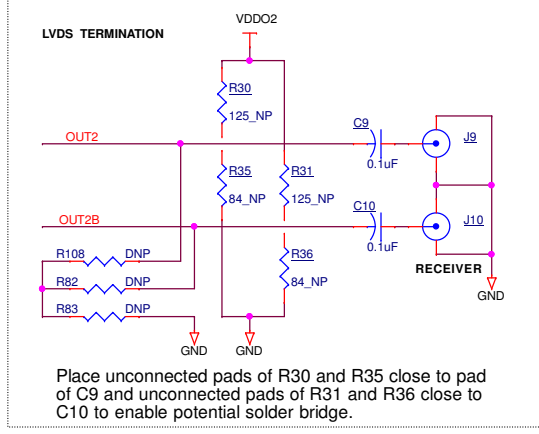 VDDO2
LVDS TERMINATION
R30
125_NP
OUT2
C9
J9
0.1uF
R35
84_NP
R31
125_NP
C10
J10
OUT2B
0.1uF
R108 DNP
R36
RECEIVER
R82 DNP
84_NP
GND
R83 DNP
GND
GND
Place unconnected pads of R30 and R35 close to pad
of C9 and unconnected pads of R31 and R36 close to
C10 to enable potential solder bridge.